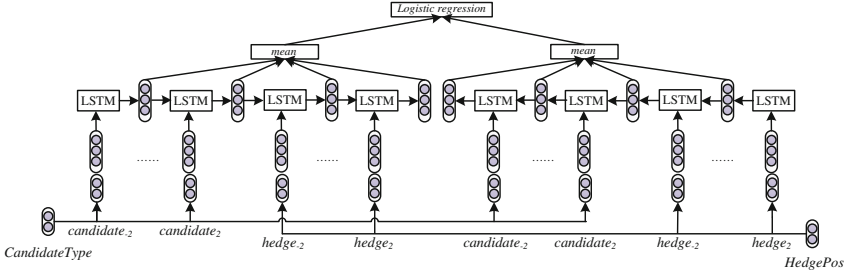 Logistic regression
mean mean
LSTM LSTM LSTM LSTM LSTM LSTM LSTM LSTM
...... ...... ...... ......
candidate-2 candidate2 hedge-2 hedge2 candidate-2 candidate2 hedge-2 hedge2
CandidateType HedgePos